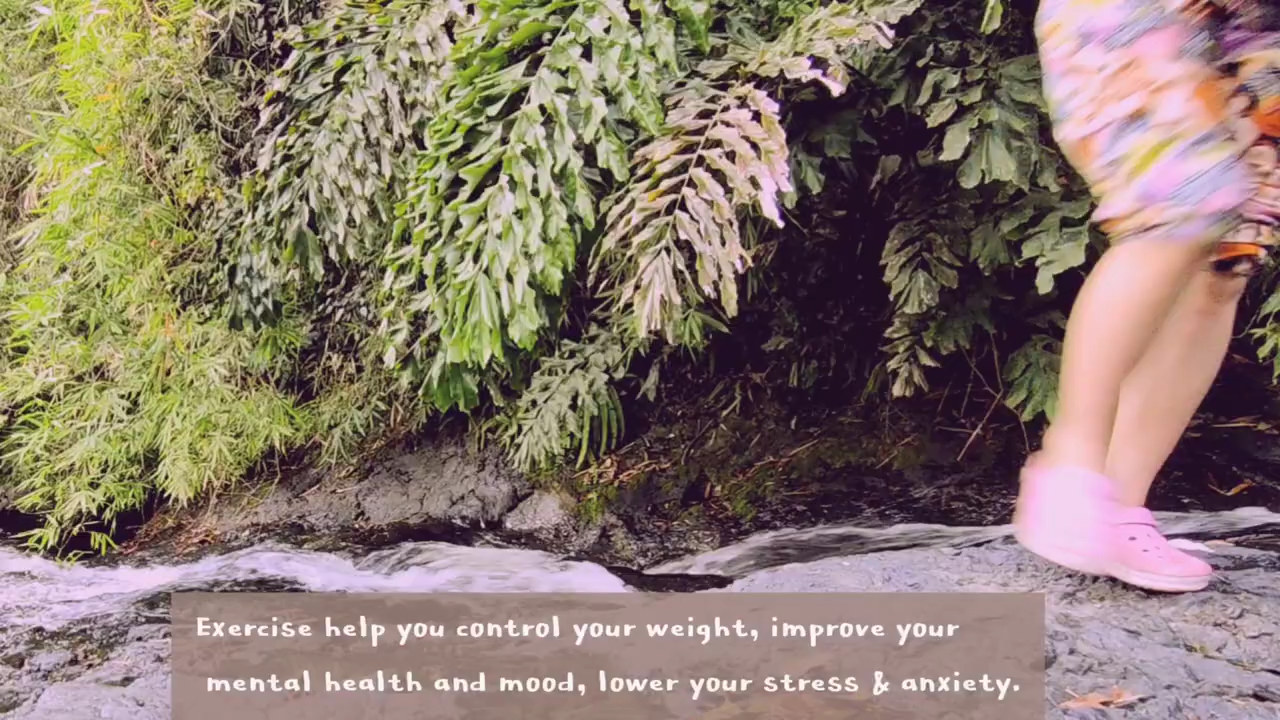 Exercise help you control your weight, improve your
mental health and mood, lower your stress & anxiety.